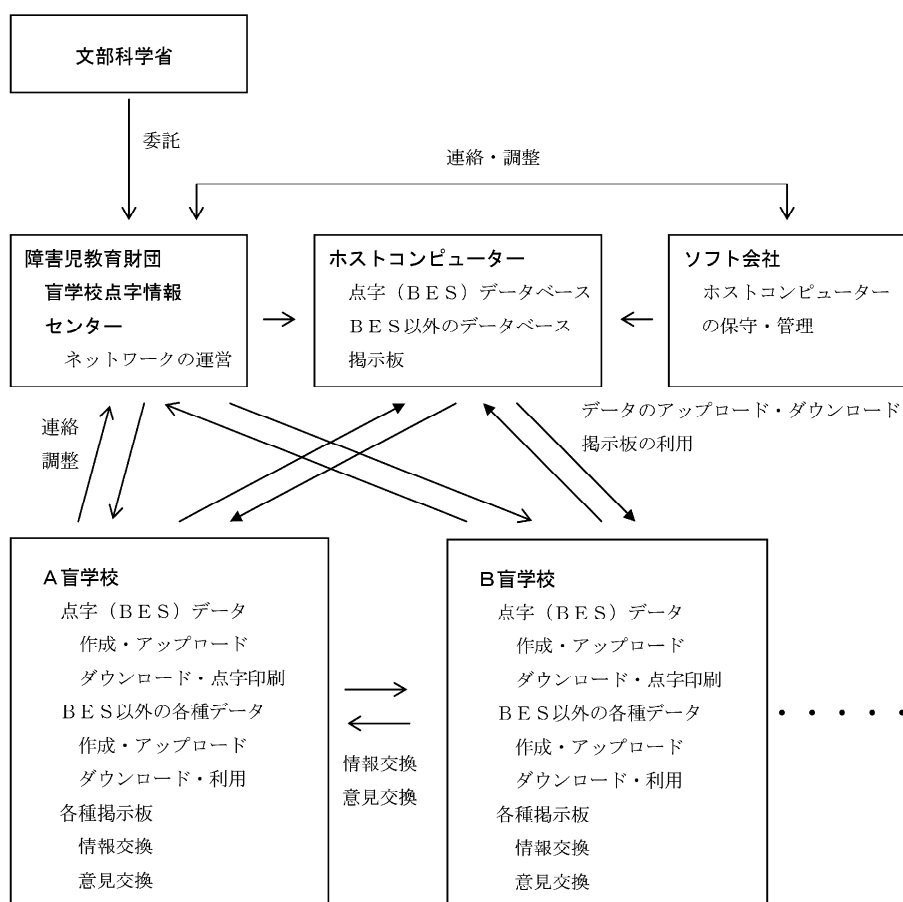 文部科学省
委託
連絡・調整
障害児教育財団
盲学校点字情報
センター
ネットワークの運営
ホストコンピューター
点字（ＢＥＳ）データベース
ＢＥＳ以外のデータベース
掲示板
ソフト会社
ホストコンピューター
の保守・管理
連絡
調整
データのアップロード・ダウンロード
掲示板の利用
Ａ盲学校
点字（ＢＥＳ）データ
作成・アップロード
ダウンロード・点字印刷
ＢＥＳ以外の各種データ
作成・アップロード
ダウンロード・利用
各種掲示板
情報交換
意見交換
情報交換
意見交換
Ｂ盲学校
点字（ＢＥＳ）データ
作成・アップロード
ダウンロード・点字印刷
ＢＥＳ以外の各種データ
作成・アップロード
ダウンロード・利用
各種掲示板
情報交換
意見交換
・・・・・